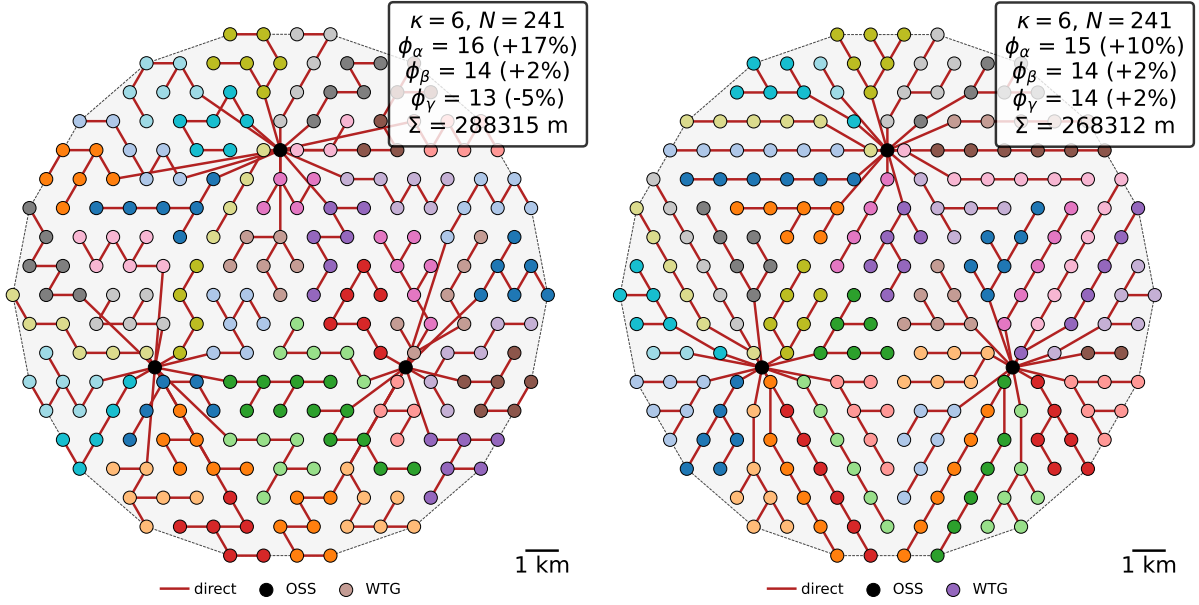 κ = 6, N = 241
ϕα = 16 (+17%)
ϕβ = 14 (+2%)
ϕγ = 13 (-5%)
Σ = 288315 m
1 km
direct OSS WTG
κ = 6, N = 241
ϕα = 15 (+10%)
ϕβ = 14 (+2%)
ϕγ = 14 (+2%)
Σ = 268312 m
1 km
direct OSS WTG